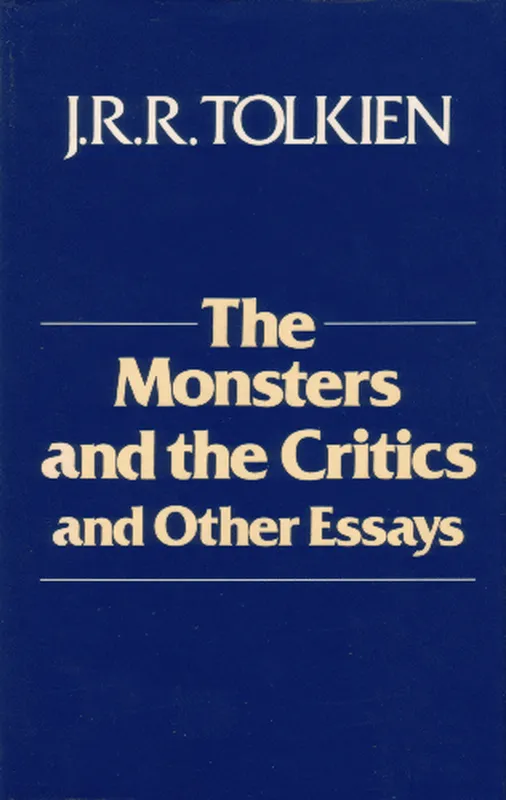 J.R.R. TOLKIEN
The
Monsters
and the Critics
and Other Essays